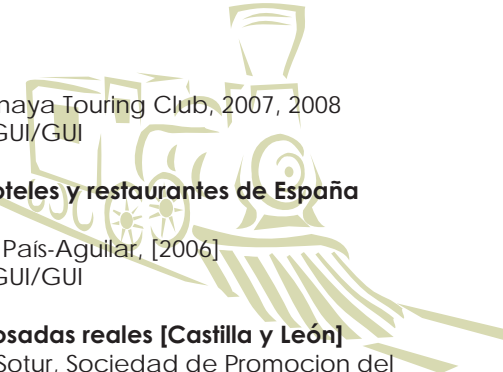 naya Touring Club, 2007, 2008
GUI/GUI
oteles y restaurantes de España
País-Aguilar, [2006]
GUI/GUI
osadas reales [Castilla y León]
Sotur, Sociedad de Promocion del